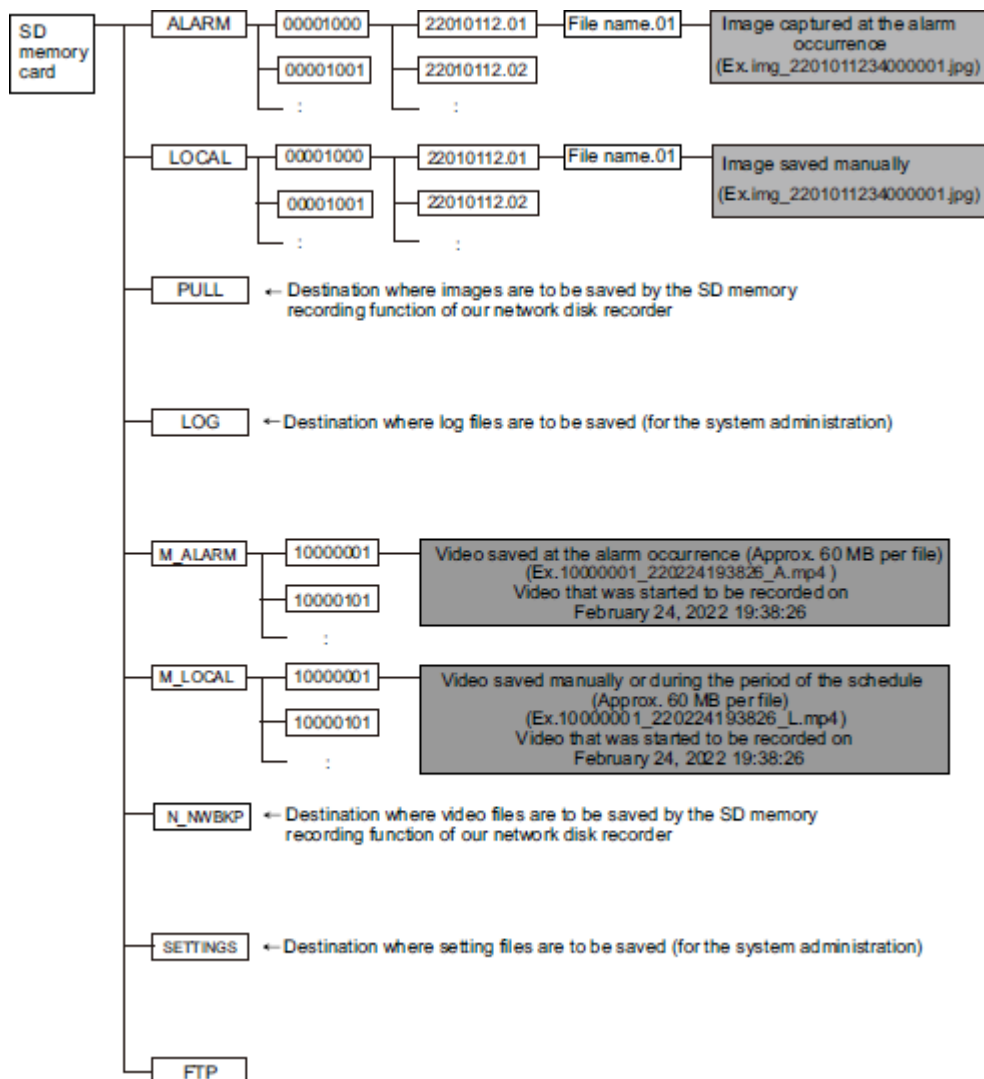 SD
memory
card
ALARM
00001000
22010112.01
File name.01
Image captured at the alarm
occurrence
(Ex.img_2201011234000001.jpg)
00001001
22010112.02
:
:
LOCAL
00001000
22010112.01
File name.01
Image saved manually
(Ex.img_2201011234000001.jpg)
00001001
22010112.02
:
:
PULL
← Destination where images are to be saved by the SD memory
recording function of our network disk recorder
LOG
← Destination where log files are to be saved (for the system administration)
M_ALARM
10000001
Video saved at the alarm occurrence (Approx. 60 MB per file)
(Ex.10000001_220224193826_A.mp4 )
Video that was started to be recorded on
February 24, 2022 19:38:26
10000101
:
M_LOCAL
10000001
Video saved manually or during the period of the schedule
(Approx. 60 MB per file)
(Ex.10000001_220224193826_L.mp4)
Video that was started to be recorded on
February 24, 2022 19:38:26
10000101
:
N_NWBKP
← Destination where video files are to be saved by the SD memory
recording function of our network disk recorder
SETTINGS
← Destination where setting files are to be saved (for the system administration)
FTP